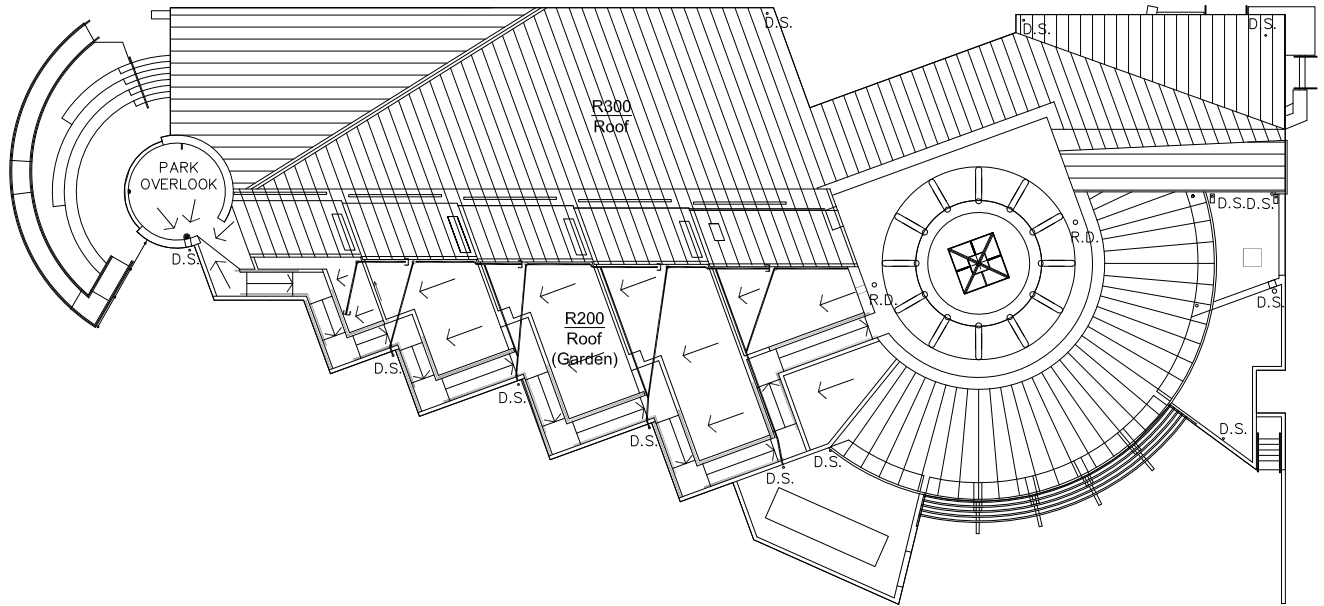 D.S.
D.S.
D.S.
R300
Roof
PARK
OVERLOOK
D.S.D.S.
R.D.
D.S.
R.D.
D.S.
R200
Roof
(Garden)
D.S.
D.S.
D.S.
D.S.
D.S.
D.S.